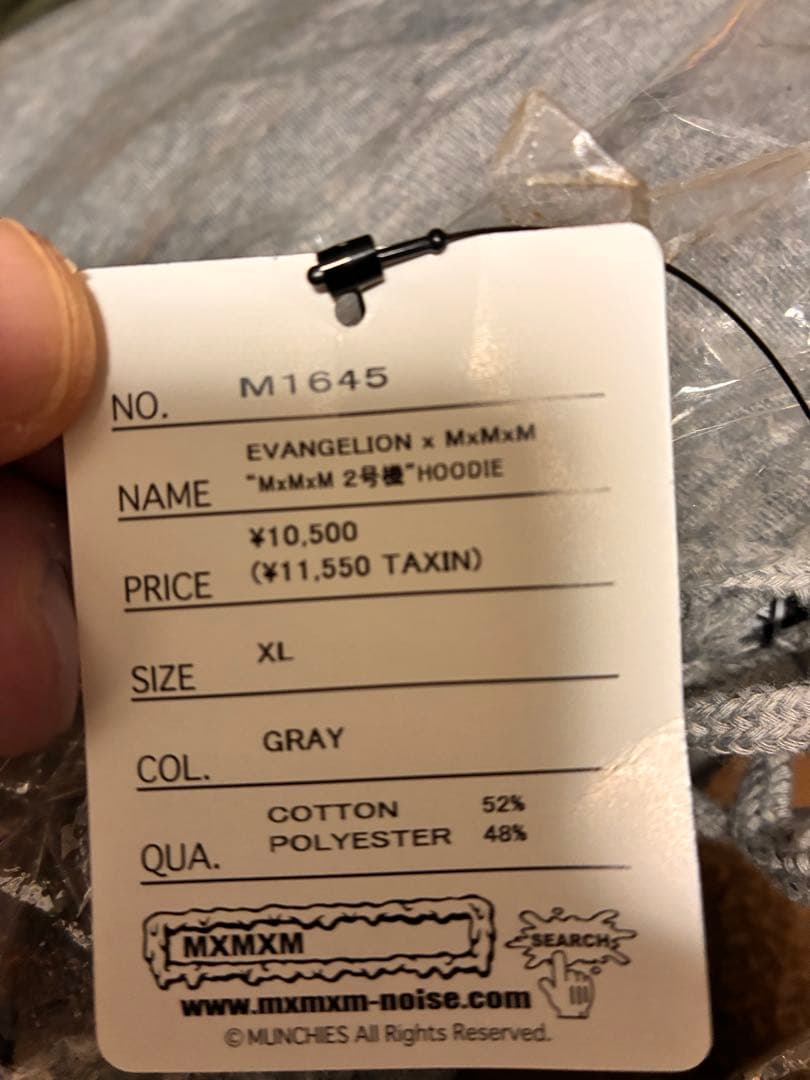 NO. M1645
NAME EVANGELION x MxMxM
"MxMxM 2号機"HOODIE
PRICE ¥10,500
(¥11,550 TAXIN)
SIZE XL
COL. GRAY
QUA. COTTON 52%
POLYESTER 48%
MXMXM SEARCH
www.mxmxm-noise.com
©MUNCHIES All Rights Reserved.